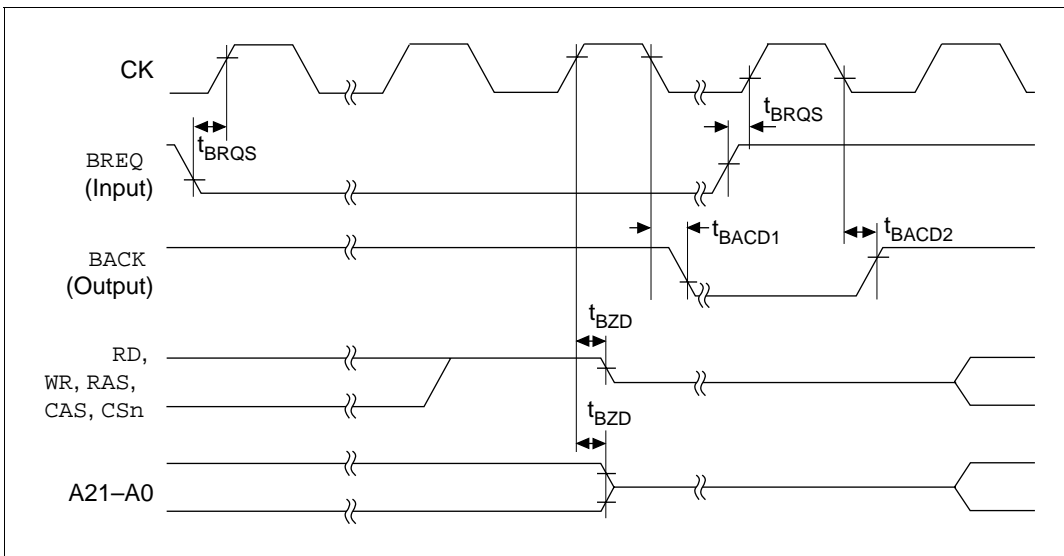 CK
tBRQS
tBRQS
BREQ
(Input)
tBACD1
tBACD2
BACK
(Output)
tBZD
RD,
WR, RAS,
CAS, CSn
tBZD
A21–A0